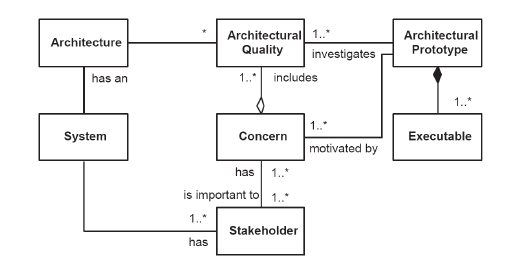 Architecture
*
Architectural
Quality
1..*
investigates
Architectural
Prototype
has an
1..*
includes
1..*
System
Concern
1..*
motivated by
Executable
has
1..*
is important to
1..*
1..*
has
Stakeholder